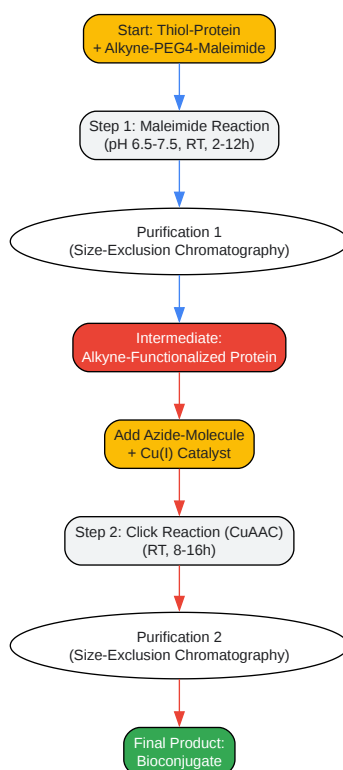 Start: Thiol-Protein
+ Alkyne-PEG4-Maleimide
Step 1: Maleimide Reaction
(pH 6.5-7.5, RT, 2-12h)
Purification 1
(Size-Exclusion Chromatography)
Intermediate:
Alkyne-Functionalized Protein
Add Azide-Molecule
+ Cu(I) Catalyst
Step 2: Click Reaction (CuAAC)
(RT, 8-16h)
Purification 2
(Size-Exclusion Chromatography)
Final Product:
Bioconjugate